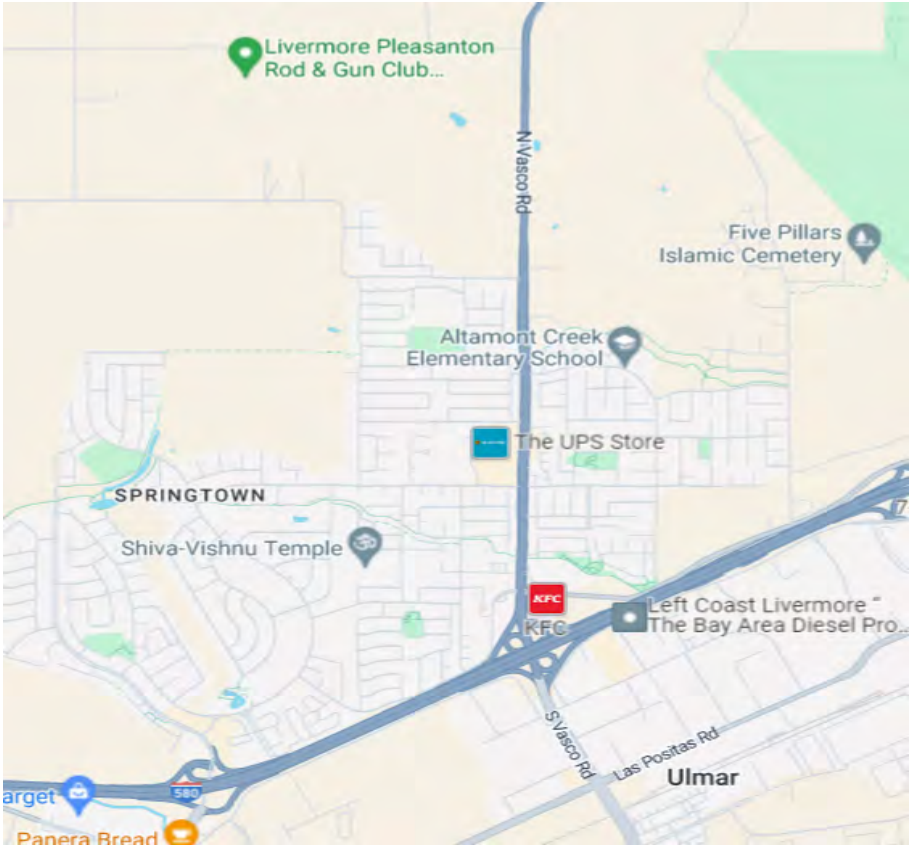 Livermore Pleasanton
Rod & Gun Club...
N Vasco Rd
Five Pillars
Islamic Cemetery
Altamont Creek
Elementary School
The UPS Store
SPRINGTOWN
7
Shiva-Vishnu Temple
KFC
KFC
Left Coast Livermore "
The Bay Area Diesel Pro...
S Vasco Rd
Las Positas Rd
Ulmar
580
arget
Panera Bread